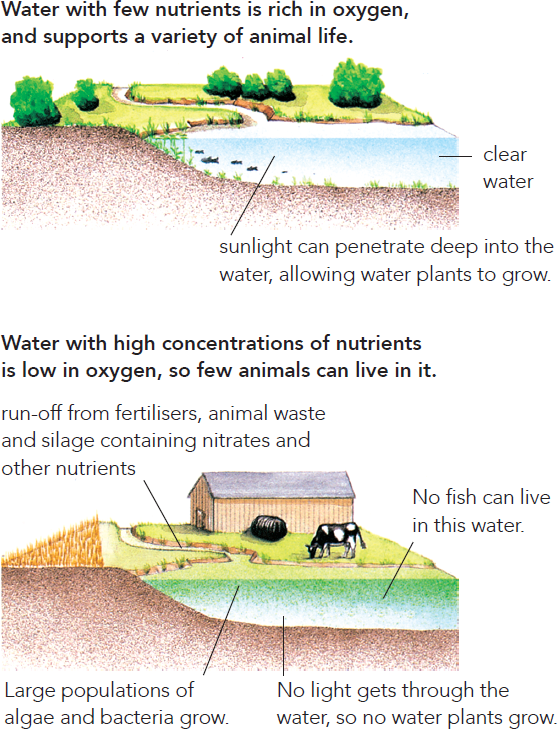 Water with few nutrients is rich in oxygen,
and supports a variety of animal life.
clear
water
sunlight can penetrate deep into the
water, allowing water plants to grow.
Water with high concentrations of nutrients
is low in oxygen, so few animals can live in it.
run-off from fertilisers, animal waste
and silage containing nitrates and
other nutrients
No fish can live
in this water.
Large populations of
algae and bacteria grow.
No light gets through the
water, so no water plants grow.